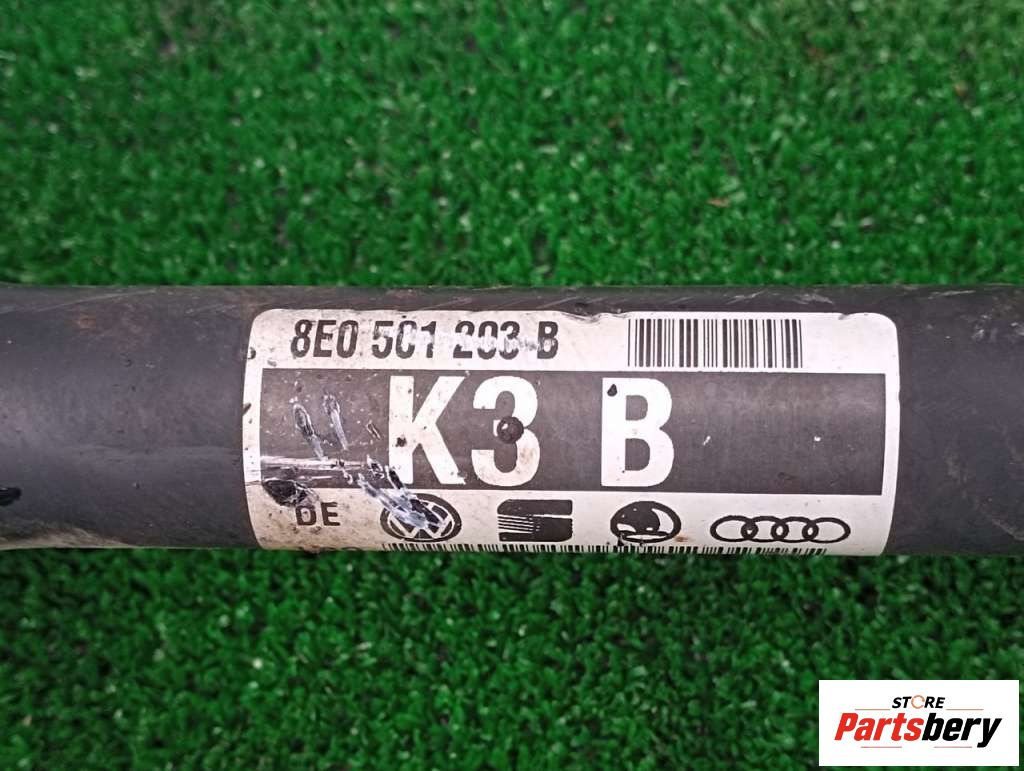 8E0 501 203 B
K3 B
DE
STORE
Partsbery